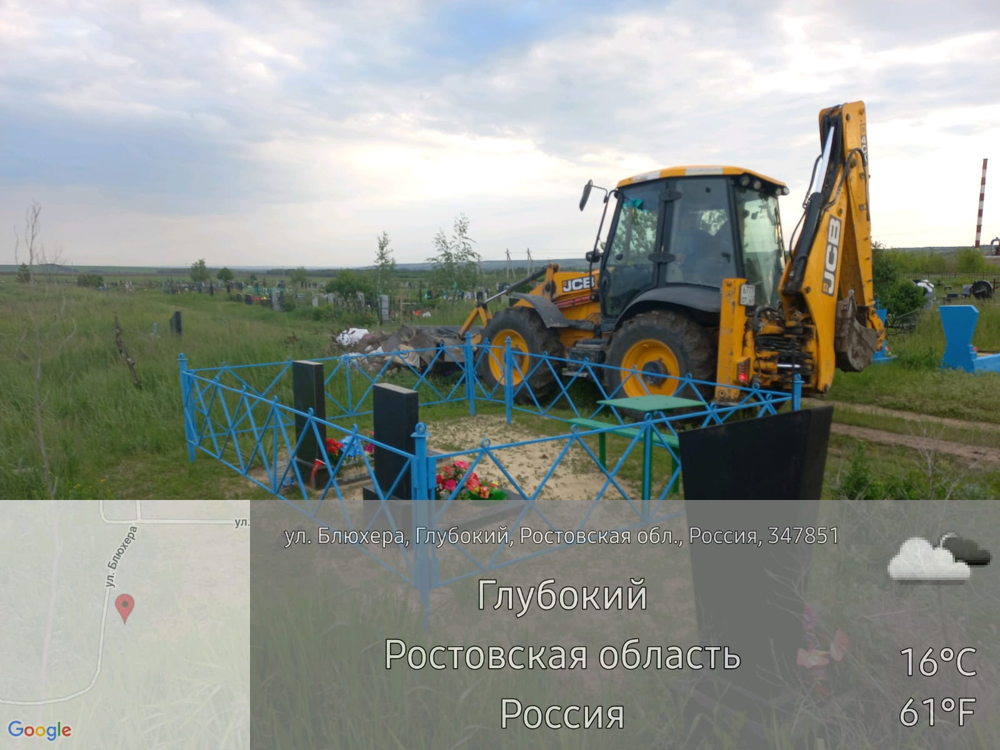 JCB
JCB
6777
ул.
ул. Блюхера
ул. Блюхера, Глубокий, Ростовская обл., Россия, 347851
Глубокий
Ростовская область
Россия
16°C
61°F
Google